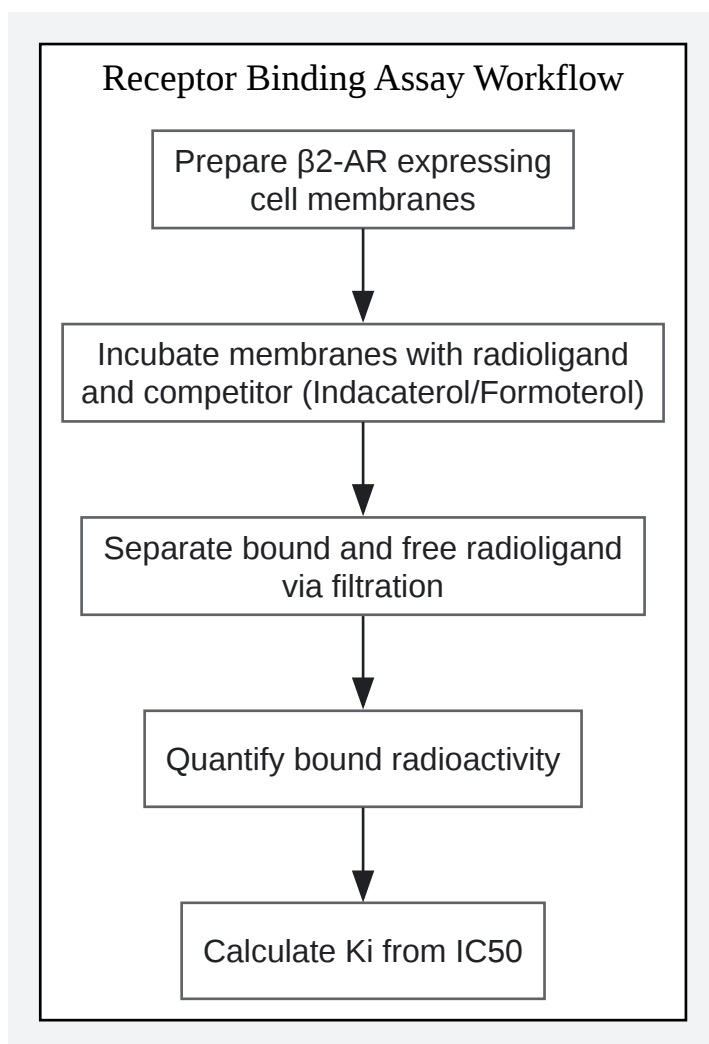 Receptor Binding Assay Workflow
Prepare β2-AR expressing
cell membranes
Incubate membranes with radioligand
and competitor (Indacaterol/Formoterol)
Separate bound and free radioligand
via filtration
Quantify bound radioactivity
Calculate Ki from IC50